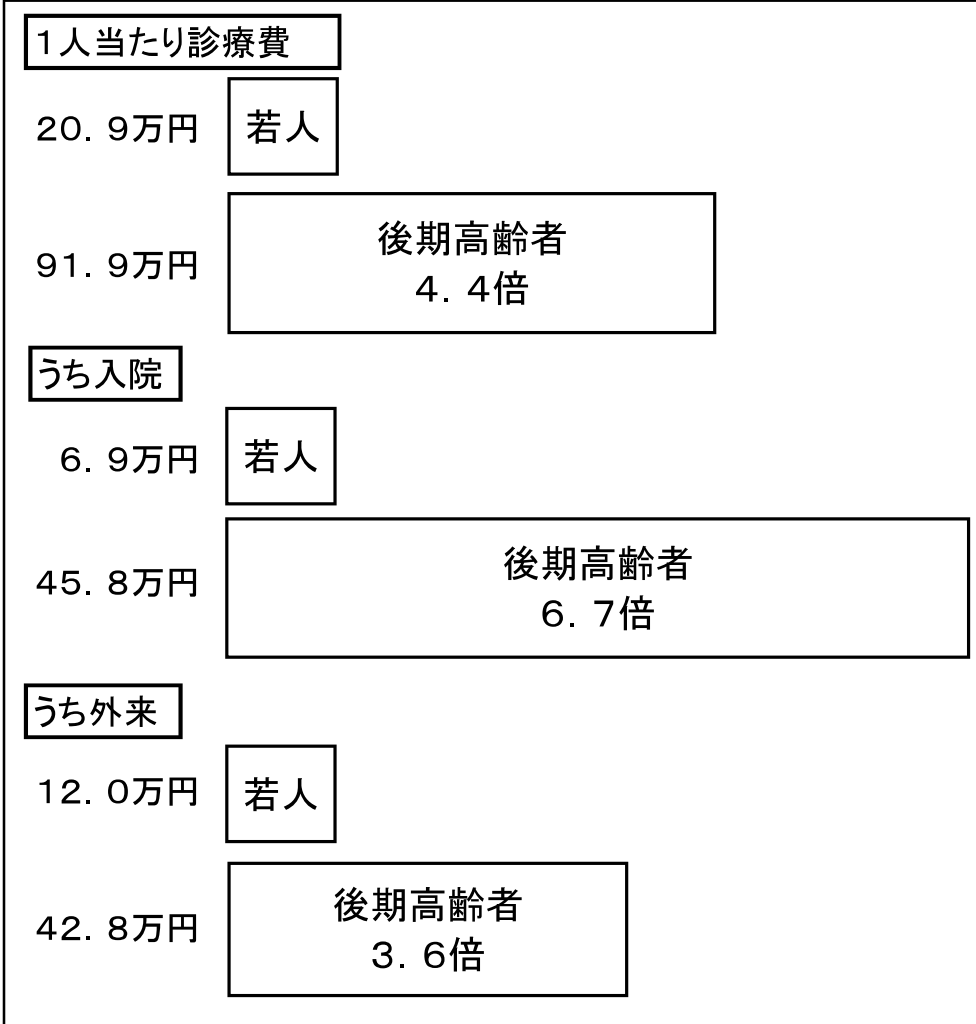 １人当たり診療費
２０．９万円 若人
後期高齢者
９１．９万円
４．４倍
うち入院
６．９万円 若人
後期高齢者
４５．８万円
６．７倍
うち外来
１２．０万円 若人
後期高齢者
４２．８万円
３．６倍